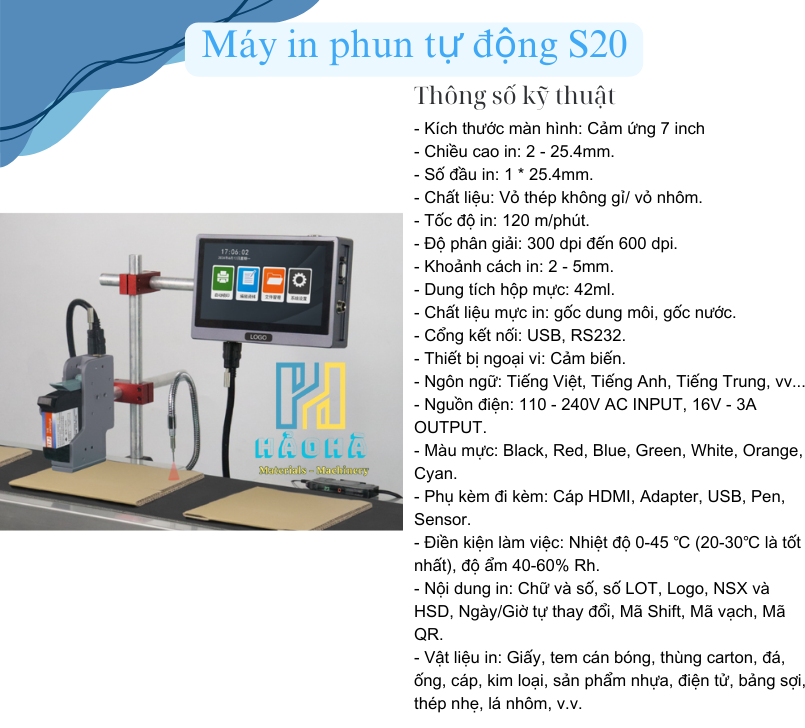 Máy in phun tự động S20
Thông số kỹ thuật
- Kích thước màn hình: Cảm ứng 7 inch
- Chiều cao in: 2 - 25.4mm.
- Số đầu in: 1 * 25.4mm.
- Chất liệu: Vỏ thép không gỉ/ vỏ nhôm.
- Tốc độ in: 120 m/phút.
- Độ phân giải: 300 dpi đến 600 dpi.
- Khoảnh cách in: 2 - 5mm.
- Dung tích hộp mực: 42ml.
- Chất liệu mực in: gốc dung môi, gốc nước.
- Cổng kết nối: USB, RS232.
- Thiết bị ngoại vi: Cảm biến.
- Ngôn ngữ: Tiếng Việt, Tiếng Anh, Tiếng Trung, vv...
- Nguồn điện: 110 - 240V AC INPUT, 16V - 3A
OUTPUT.
- Màu mực: Black, Red, Blue, Green, White, Orange,
Cyan.
- Phụ kèm đi kèm: Cáp HDMI, Adapter, USB, Pen,
Sensor.
- Điền kiện làm việc: Nhiệt độ 0-45 ℃ (20-30℃ là tốt
nhất), độ ẩm 40-60% Rh.
- Nội dung in: Chữ và số, số LOT, Logo, NSX và
HSD, Ngày/Giờ tự thay đổi, Mã Shift, Mã vạch, Mã
QR.
- Vật liệu in: Giấy, tem cán bóng, thùng carton, đá,
ống, cáp, kim loại, sản phẩm nhựa, điện tử, bảng sợi,
thép nhẹ, lá nhôm, v.v.
17:06.02
LOGO
HÀOHÀ
Materials - Machinery